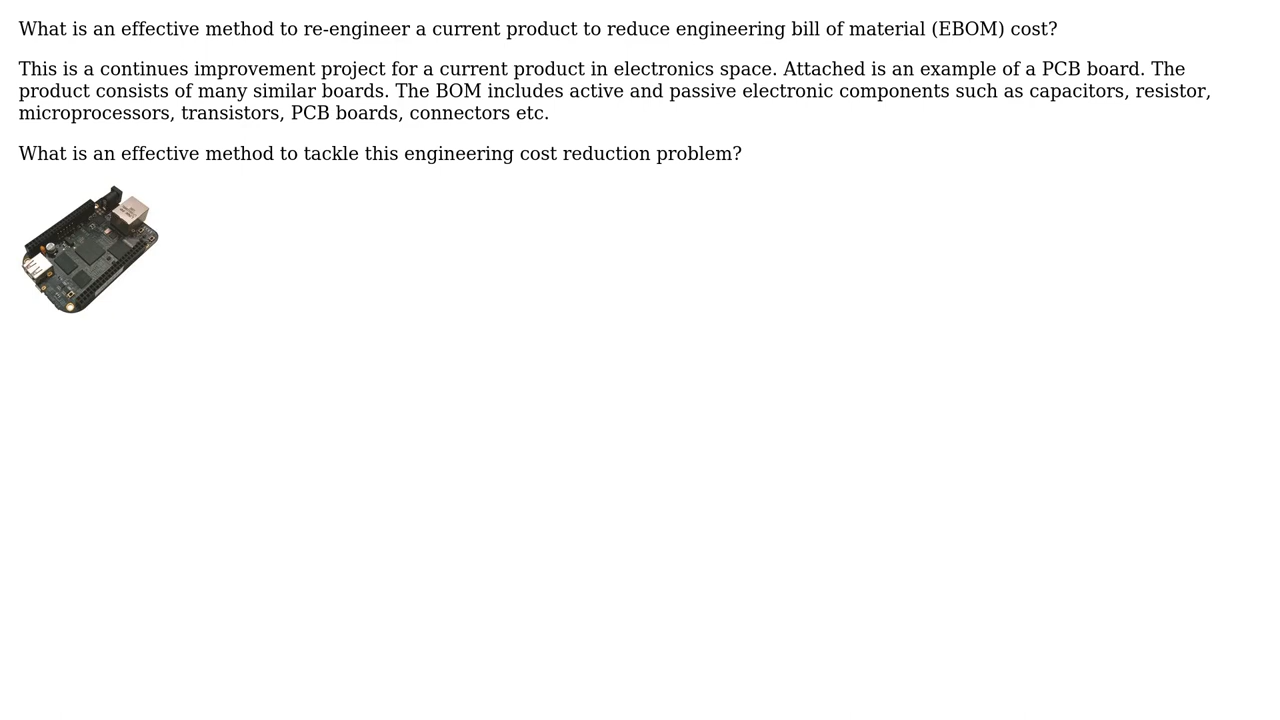 What is an effective method to re-engineer a current product to reduce engineering bill of material (EBOM) cost?
This is a continues improvement project for a current product in electronics space. Attached is an example of a PCB board. The
product consists of many similar boards. The BOM includes active and passive electronic components such as capacitors, resistor,
microprocessors, transistors, PCB boards, connectors etc.
What is an effective method to tackle this engineering cost reduction problem?